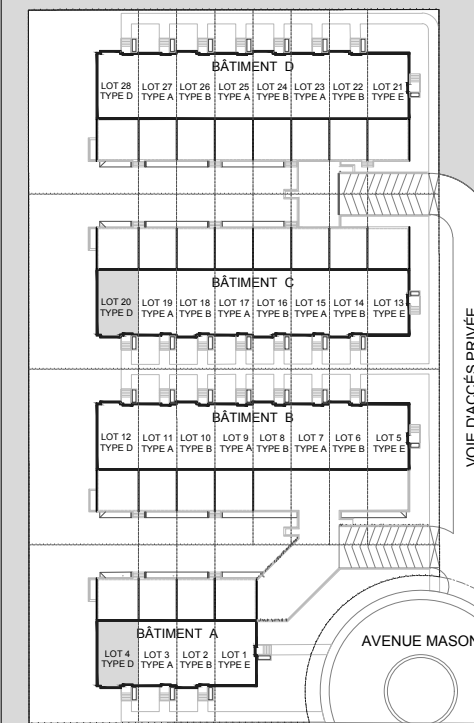 BÂTIMENT D
LOT 28 LOT 27 LOT 26 LOT 25 LOT 24 LOT 23 LOT 22 LOT 21
TYPE D TYPE A TYPE B TYPE A TYPE B TYPE A TYPE B TYPE E
BÂTIMENT C
LOT 20 LOT 19 LOT 18 LOT 17 LOT 16 LOT 15 LOT 14 LOT 13
TYPE D TYPE A TYPE B TYPE A TYPE B TYPE A TYPE B TYPE E
VOIE D'ACCÉS PRIVÉE
BÂTIMENT B
LOT 12 LOT 11 LOT 10 LOT 9 LOT 8 LOT 7 LOT 6 LOT 5
TYPE D TYPE A TYPE B TYPE A TYPE B TYPE A TYPE B TYPE E
BÂTIMENT A
LOT 4 LOT 3 LOT 2 LOT 1
TYPE D TYPE A TYPE B TYPE E
AVENUE MASON